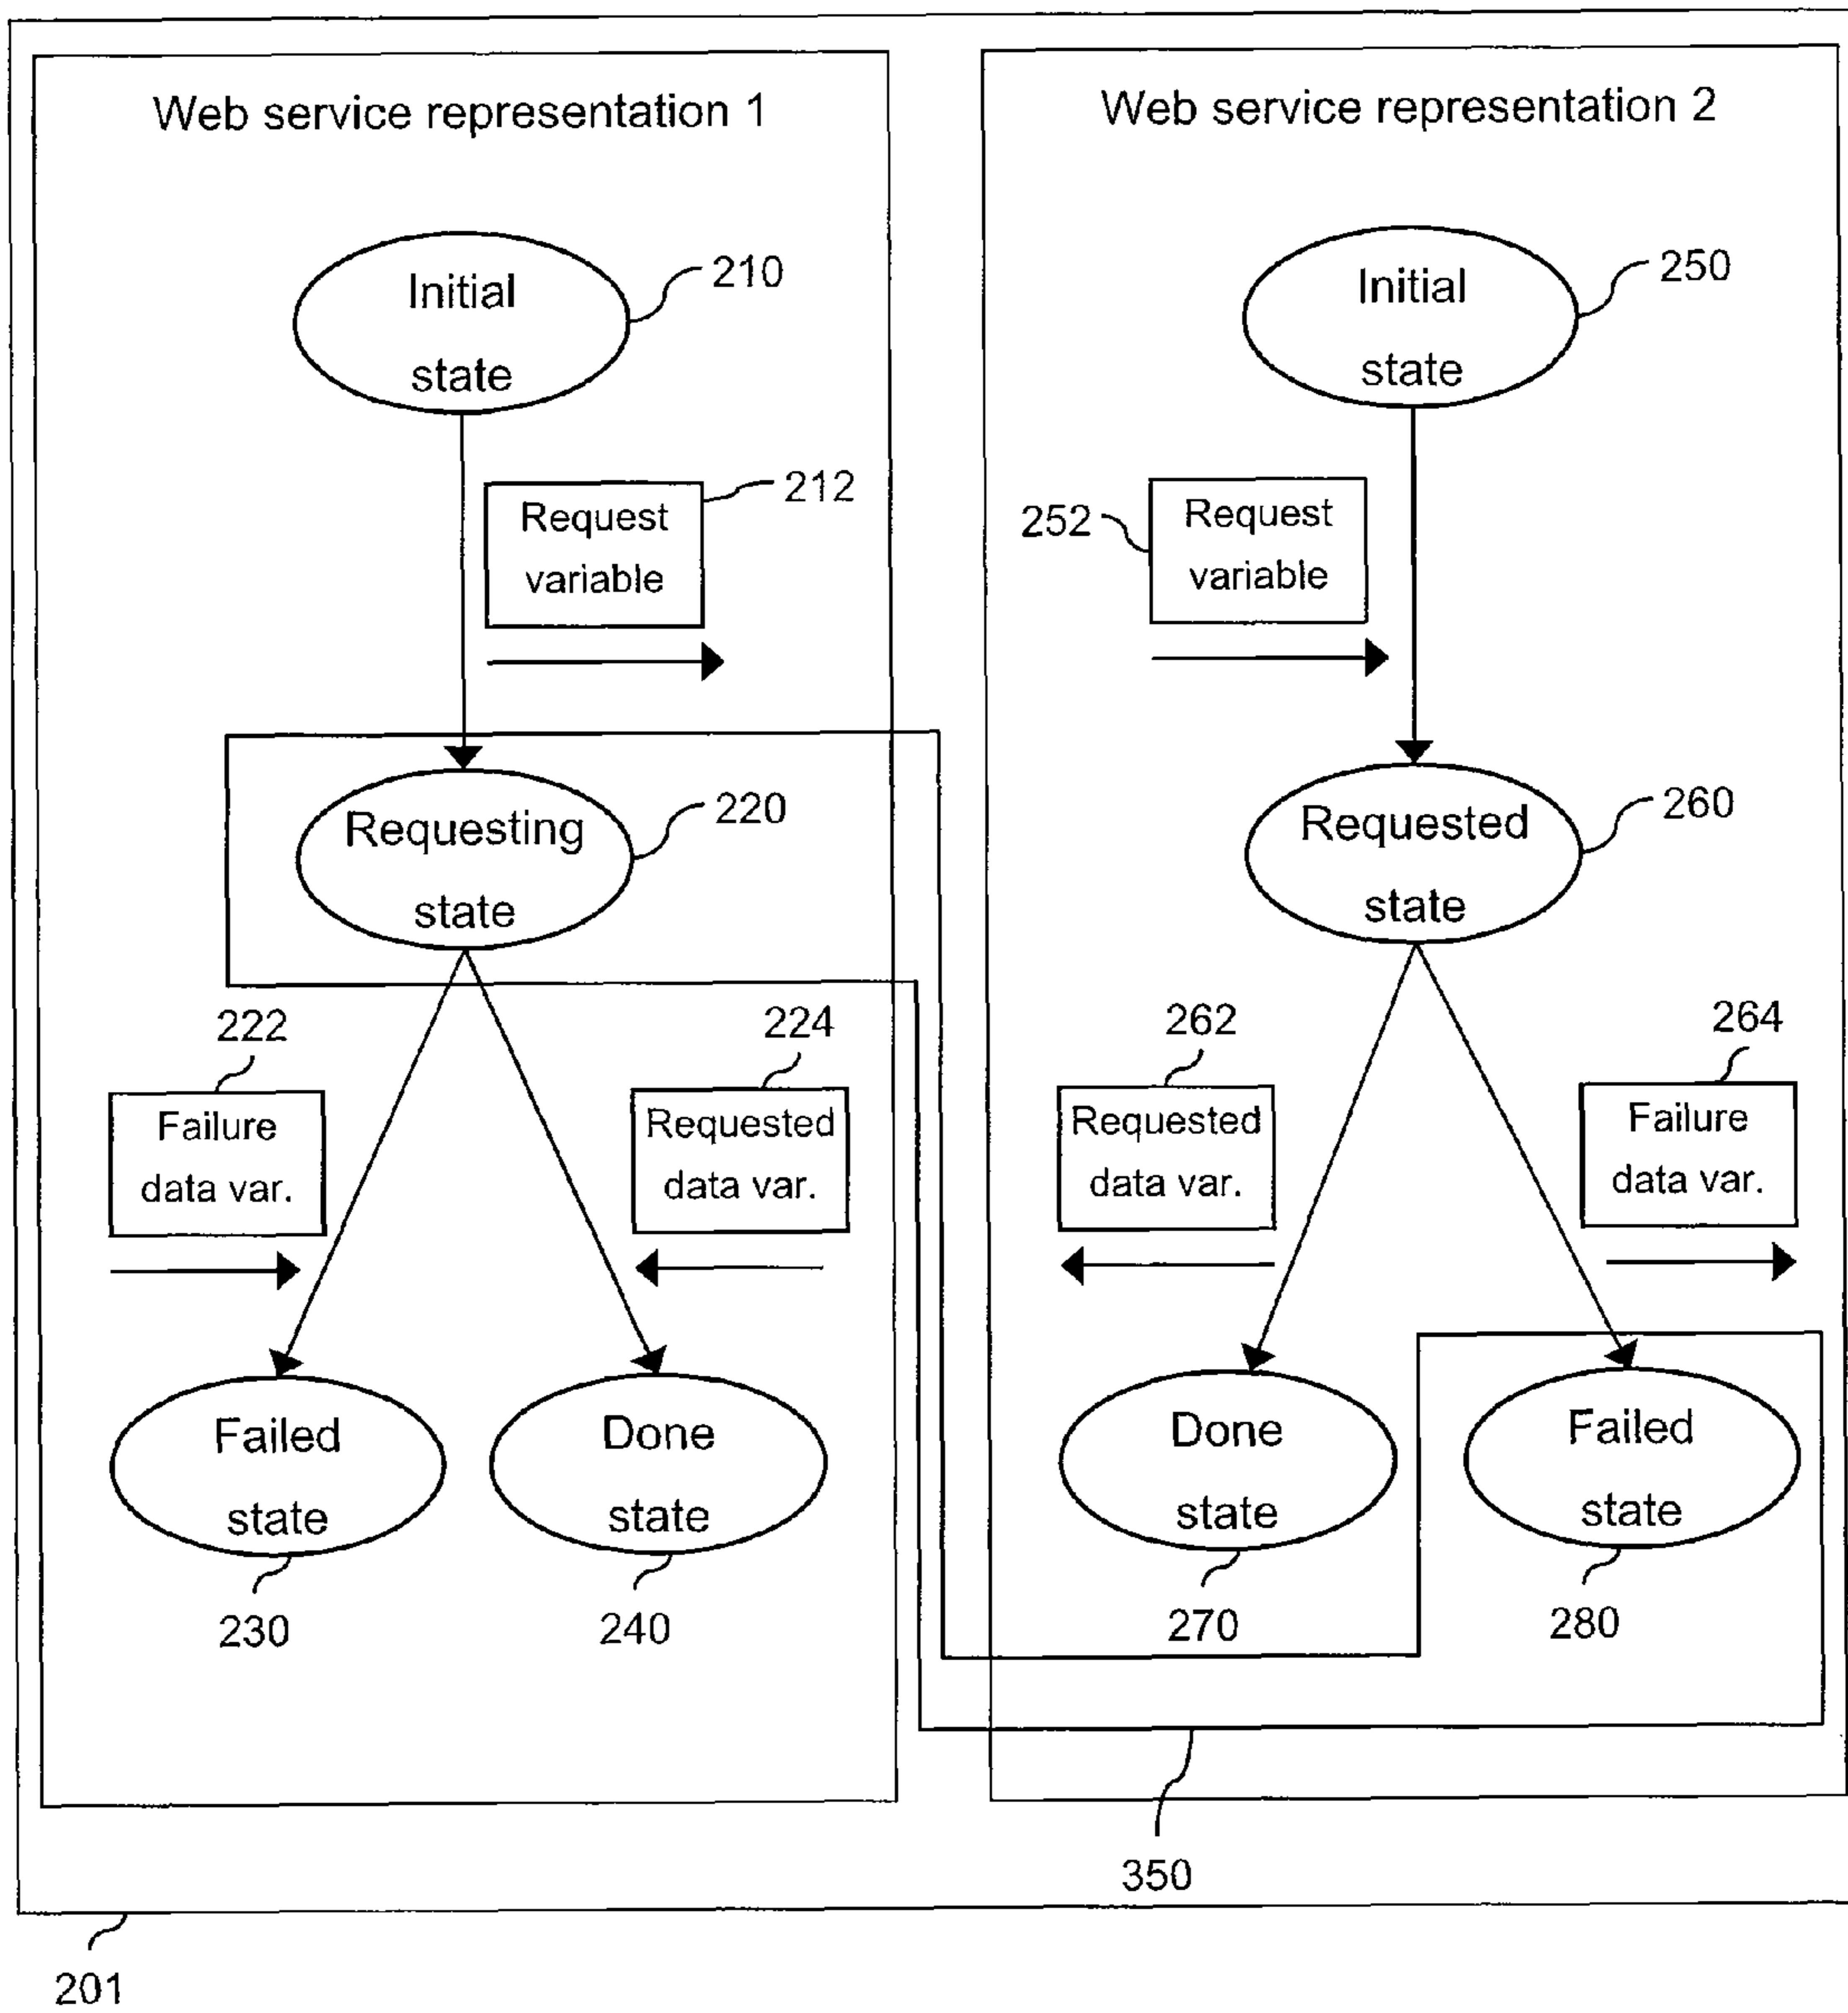 Web service representation 1
Initial
state
210
Request
variable
212
Requesting
state
220
222
Failure
data var.
224
Requested
data var.
Failed
state
230
Done
state
240
Web service representation 2
Initial
state
250
252
Request
variable
Requested
state
260
262
Requested
data var.
264
Failure
data var.
Done
state
270
Failed
state
280
350
201